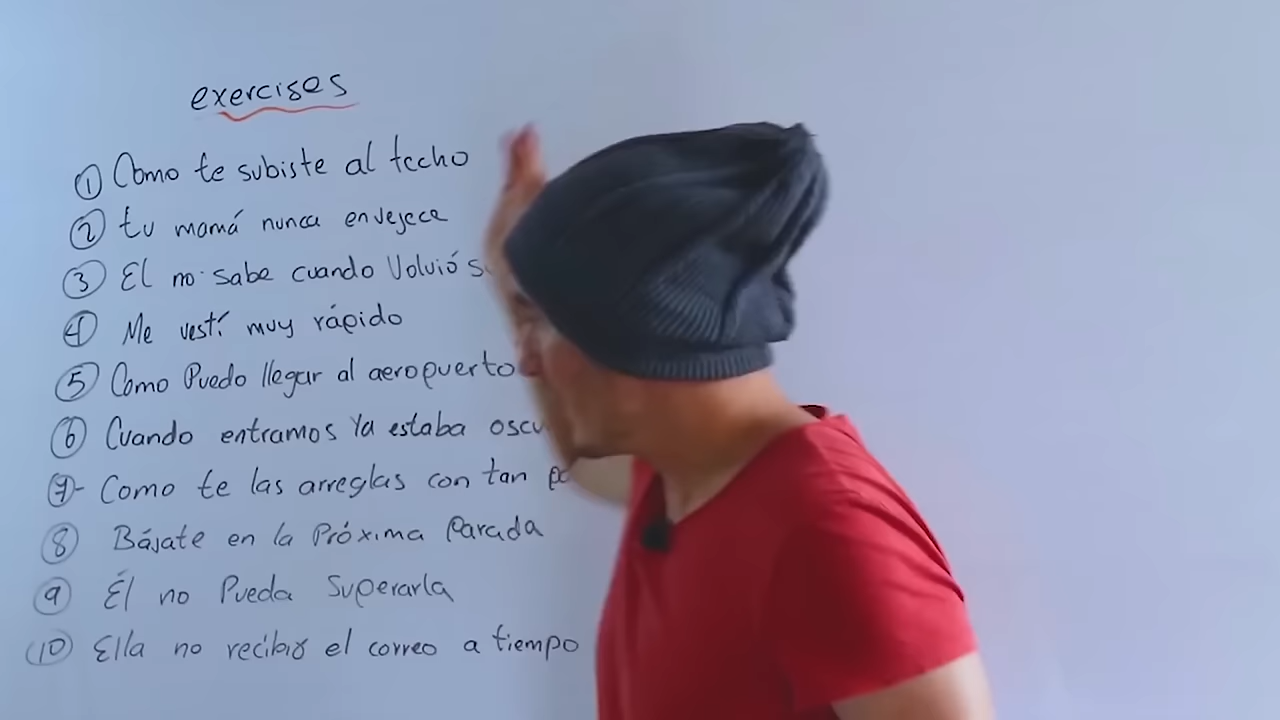 exercises
1 Como te subiste al techo
2 tu mamá nunca envejece
3 El no sabe cuando Volvió
4 Me vestí muy rápido
5 Como Puedo llegar al aeropuerto
6 Cuando entramos Ya estaba
7- Como te las arreglas con tan
8 Bájate en la Próxima Parada
9 Él no Pueda Superarla
10 Ella no recibió el correo a tiempo